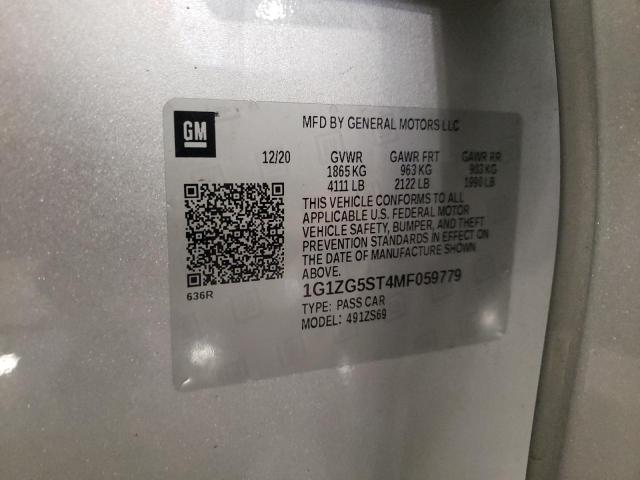 GM
MFD BY GENERAL MOTORS LLC
12/20 GVWR GAWR FRT GAWR RR
1865 KG 963 KG 903 KG
4111 LB 2122 LB 1990 LB
THIS VEHICLE CONFORMS TO ALL
APPLICABLE U.S. FEDERAL MOTOR
VEHICLE SAFETY, BUMPER, AND THEFT
PREVENTION STANDARDS IN EFFECT ON
THE DATE OF MANUFACTURE SHOWN
ABOVE.
636R
1G1ZG5ST4MF059779
TYPE: PASS CAR
MODEL: 491ZS69